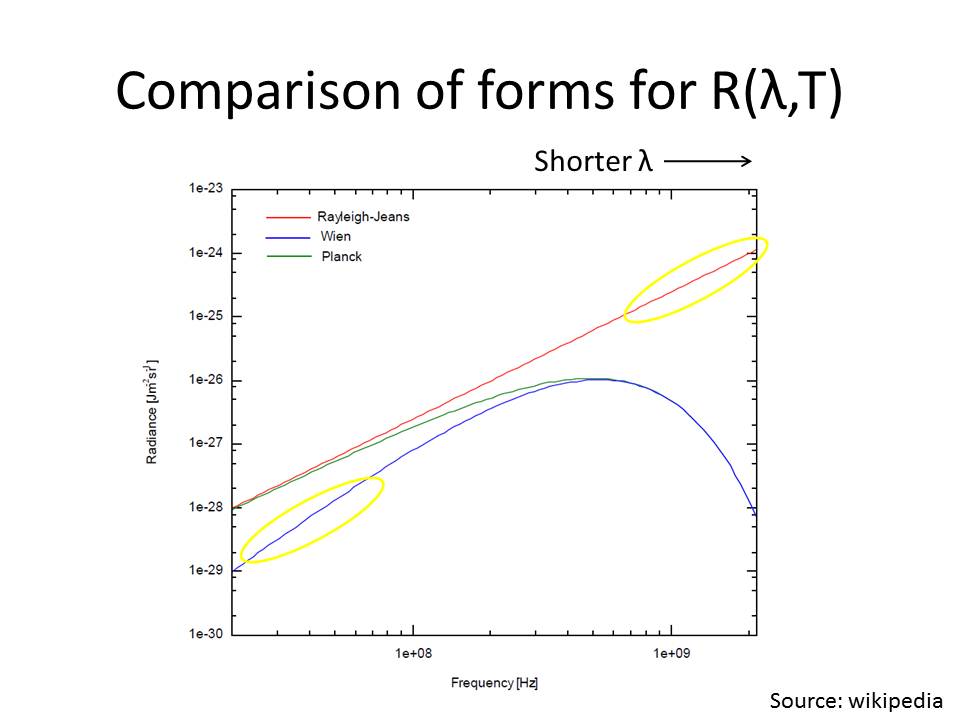 Comparison of forms for R(λ,T)
Shorter λ
1e-23
Rayleigh-Jeans
Wien
Planck
1e-24
1e-25
1e-26
1e-27
1e-28
1e-29
1e-30
Radiance [Jm⁻²sr⁻¹]
1e+08
1e+09
Frequency [Hz]
Source: wikipedia